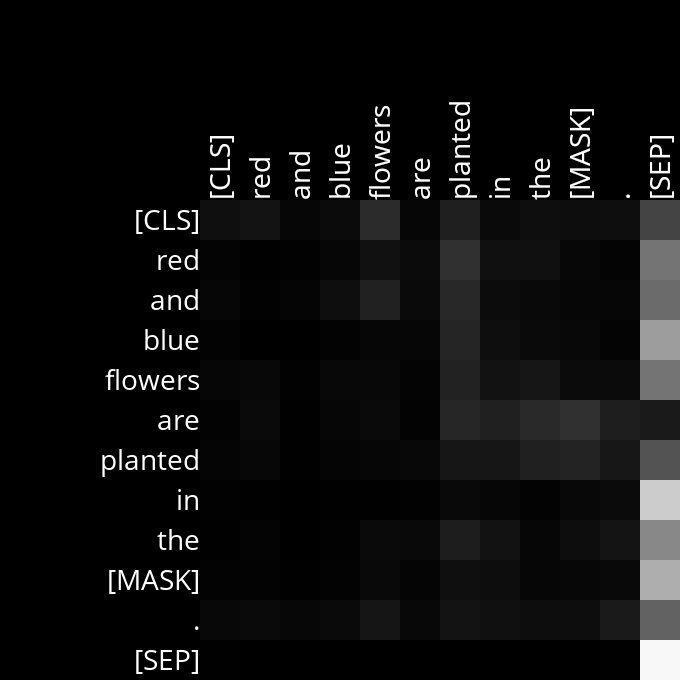 [CLS] red and blue flowers are planted in the [MASK] . [SEP]
[CLS]
red
and
blue
flowers
are
planted
in
the
[MASK]
.
[SEP]